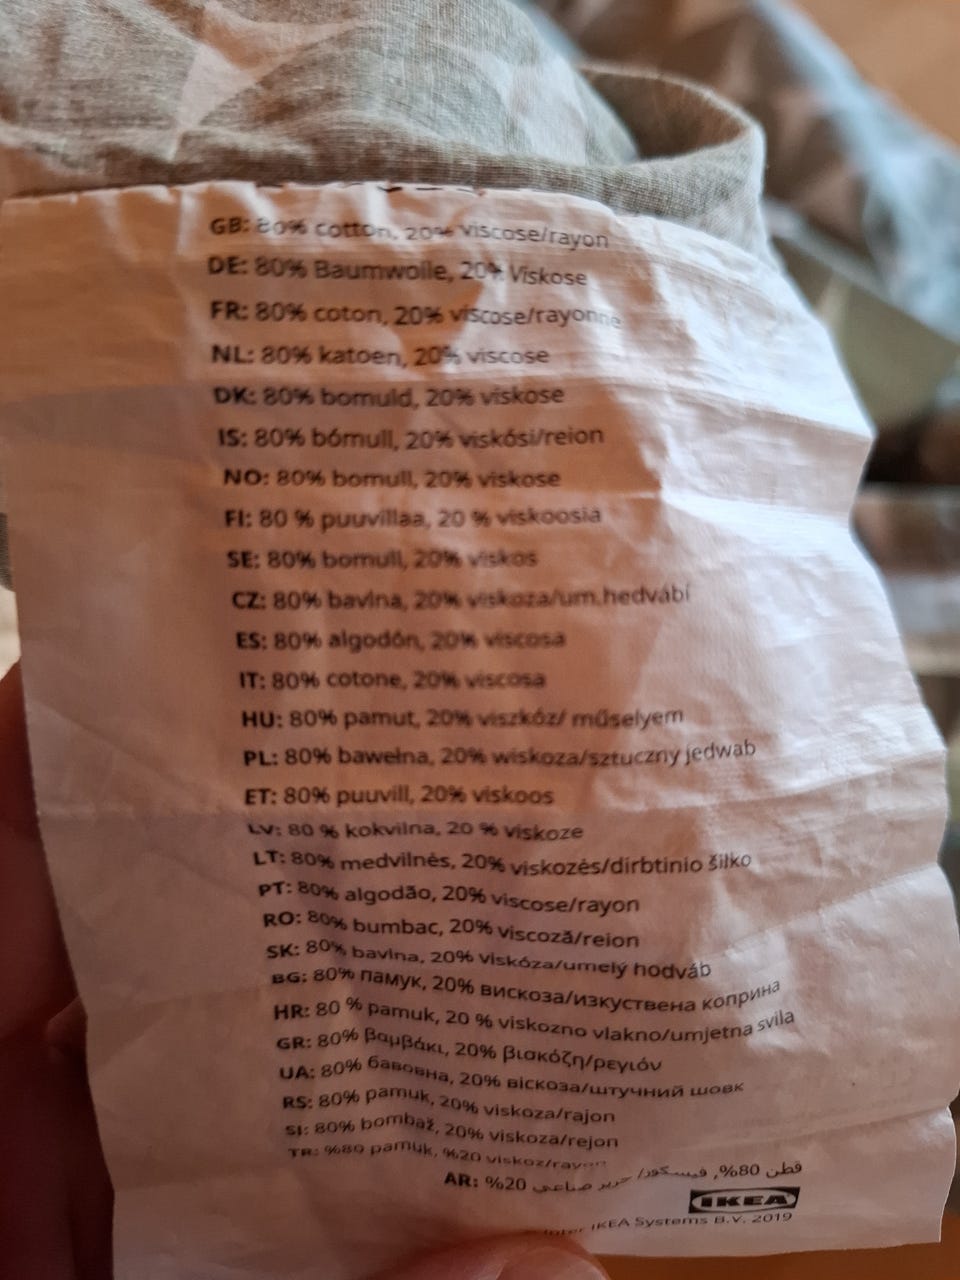 GB: 80% cotton, 20% viscose/rayon
DE: 80% Baumwolle, 20% Viskose
FR: 80% coton, 20% viscose/rayonne
NL: 80% katoen, 20% viscose
DK: 80% bomuld, 20% viskose
IS: 80% bómull, 20% viskósi/reion
NO: 80% bomull, 20% viskose
FI: 80 % puuvillaa, 20 % viskoosia
SE: 80% bomull, 20% viskos
CZ: 80% bavlna, 20% viskoza/um.hedvábí
ES: 80% algodón, 20% viscosa
IT: 80% cotone, 20% viscosa
HU: 80% pamut, 20% viszkóz/ műselyem
PL: 80% bawełna, 20% wiskoza/sztuczny jedwab
ET: 80% puuvill, 20% viskoos
LV: 80 % kokvilna, 20 % viskoze
LT: 80% medvilnės, 20% viskozės/dirbtinio šilko
PT: 80% algodão, 20% viscose/rayon
RO: 80% bumbac, 20% viscoză/reion
SK: 80% bavlna, 20% viskóza/umelý hodváb
BG: 80% памук, 20% вискоза/изкуствена коприна
HR: 80 % pamuk, 20 % viskozno vlakno/umjetna svila
GR: 80% βαμβάκι, 20% βισκόζη/ρεγιόν
UA: 80% бавовна, 20% віскоза/штучний шовк
RS: 80% pamuk, 20% viskoza/rajon
SI: 80% bombaž, 20% viskoza/rejon
TR: %80 pamuk, %20 viskoz/rayon
AR: قطن 80%, فيسكوز/ حرير صناعي 20%
IKEA
Inter IKEA Systems B.V. 2019